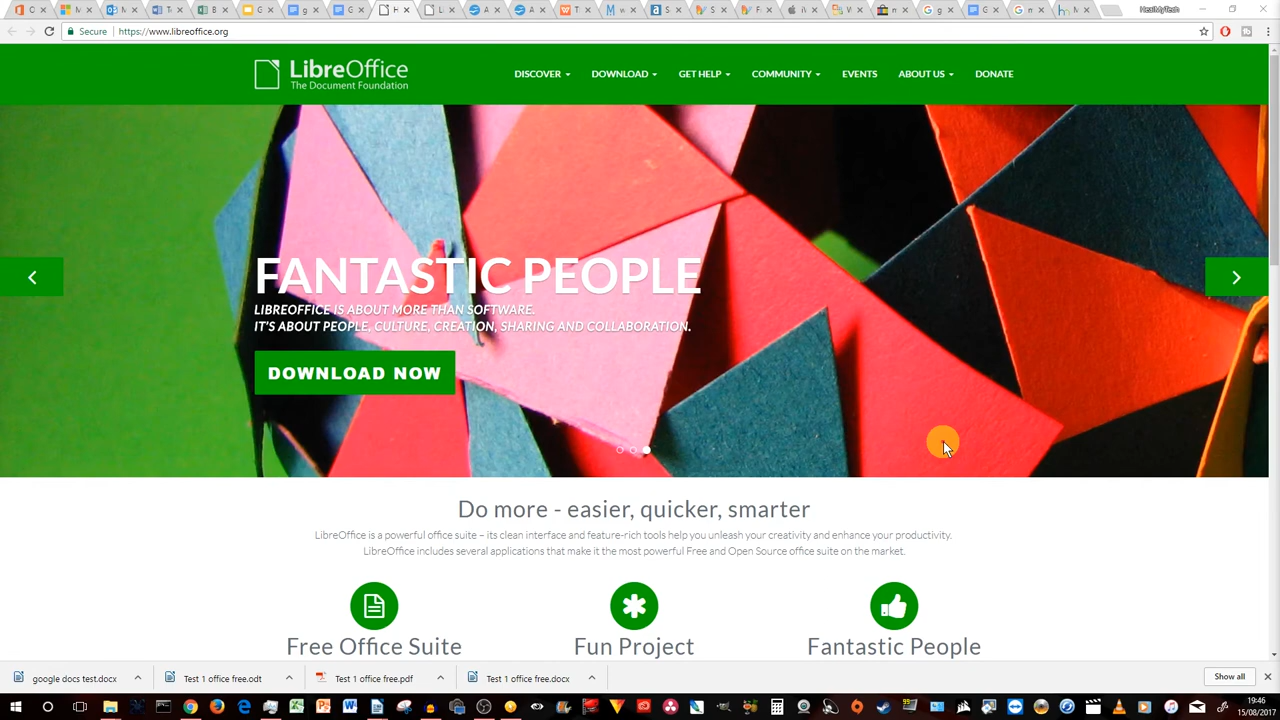 HeelMyTech
Secure
https://www.libreoffice.org
LibreOffice
The Document Foundation
DISCOVER
DOWNLOAD
GET HELP
COMMUNITY
EVENTS
ABOUT US
DONATE
FANTASTIC PEOPLE
LIBREOFFICE IS ABOUT MORE THAN SOFTWARE.
IT'S ABOUT PEOPLE, CULTURE, CREATION, SHARING AND COLLABORATION.
DOWNLOAD NOW
Do more - easier, quicker, smarter
LibreOffice is a powerful office suite – its clean interface and feature-rich tools help you unleash your creativity and enhance your productivity.
LibreOffice includes several applications that make it the most powerful Free and Open Source office suite on the market.
Free Office Suite
Fun Project
Fantastic People
google docs test.docx
Test 1 office free.odt
Test 1 office free.pdf
Test 1 office free.docx
Show all
19:46
15/08/2017